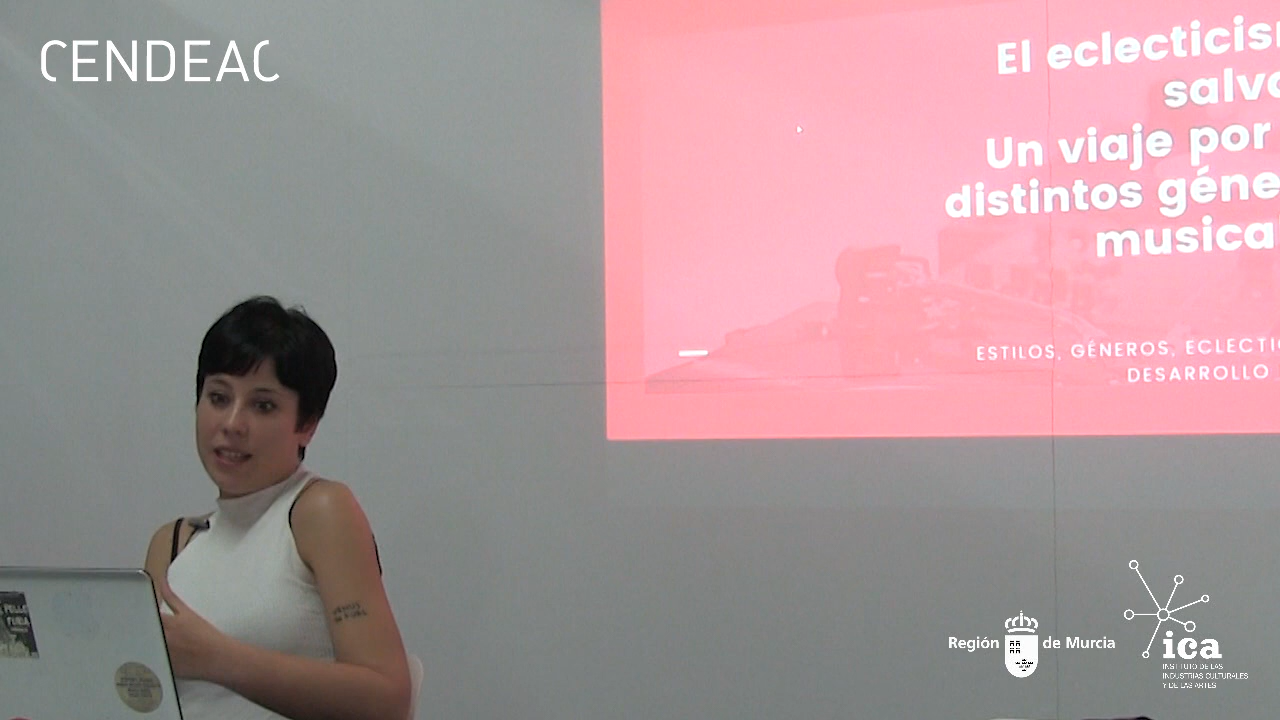 CENDEAC
El eclecticis
salva
Un viaje por
distintos géne
musica
ESTILOS, GÉNEROS, ECLECTI
DESARROLLO
Región de Murcia
ica
INSTITUTO DE LAS
INDUSTRIAS CULTURALES
Y DE LAS ARTES